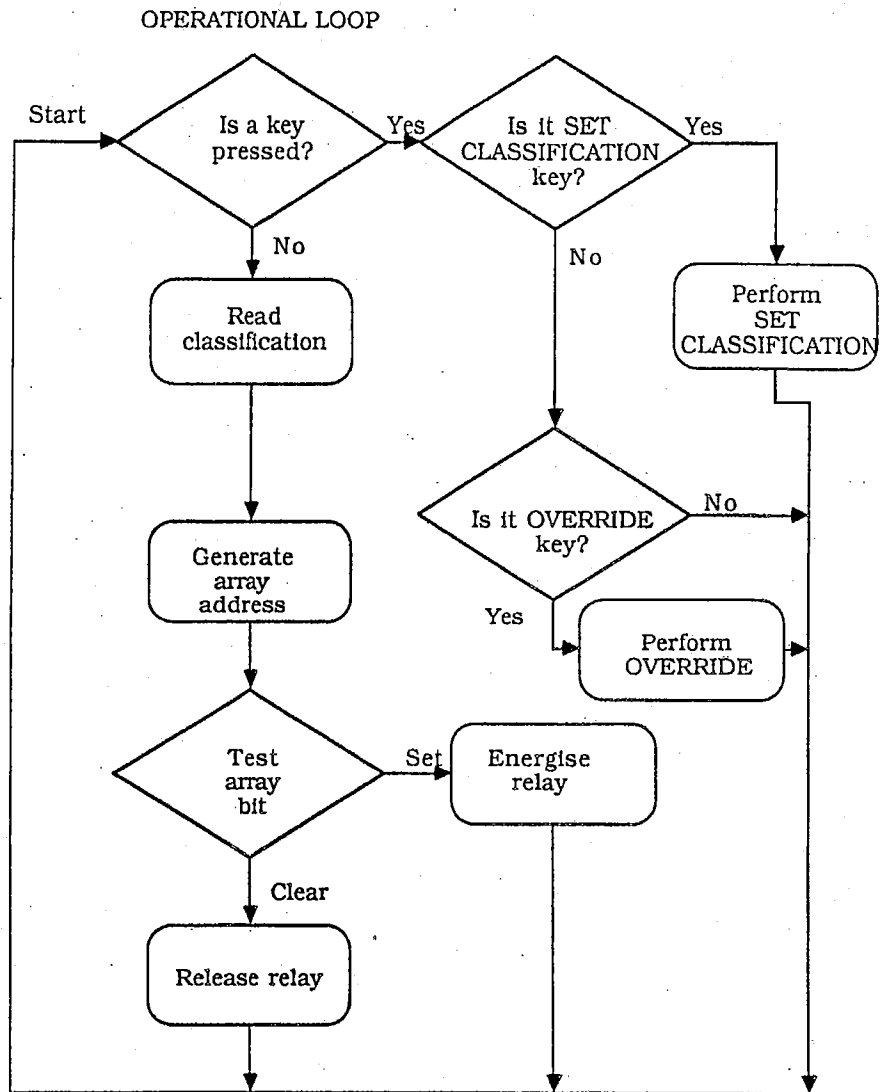 OPERATIONAL LOOP
Start
Is a key
pressed?
Yes
Is it SET
CLASSIFICATION
key?
Yes
No
No
Read
classification
Perform
SET
CLASSIFICATION
Is it OVERRIDE
key?
No
Generate
array
address
Yes
Perform
OVERRIDE
Test
array
bit
Set
Energise
relay
Clear
Release relay